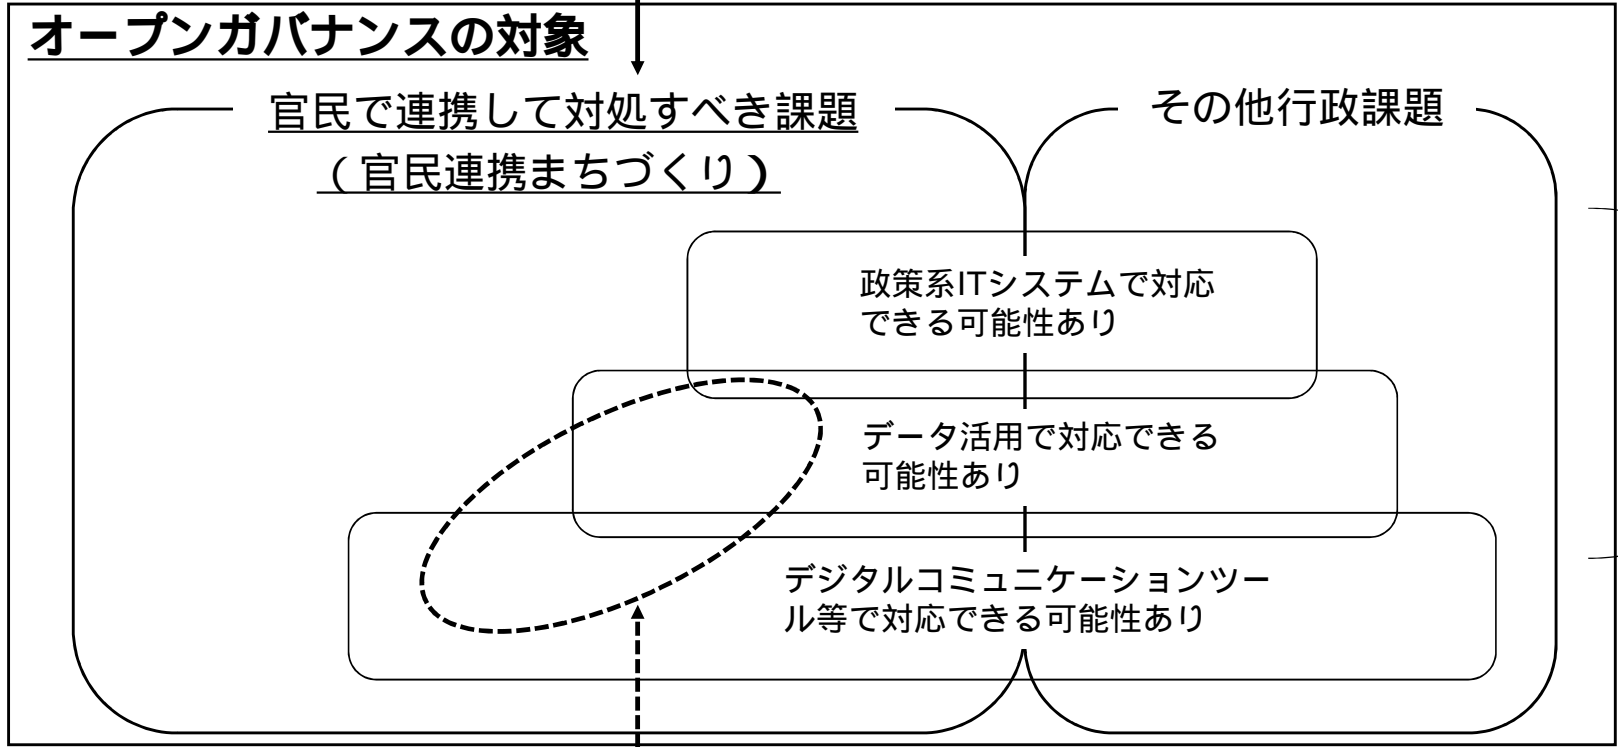 オープンガバナンスの対象
官民で連携して対処すべき課題
（官民連携まちづくり）
その他行政課題
政策系ITシステムで対応
できる可能性あり
データ活用で対応できる
可能性あり
デジタルコミュニケーションツー
ル等で対応できる可能性あり